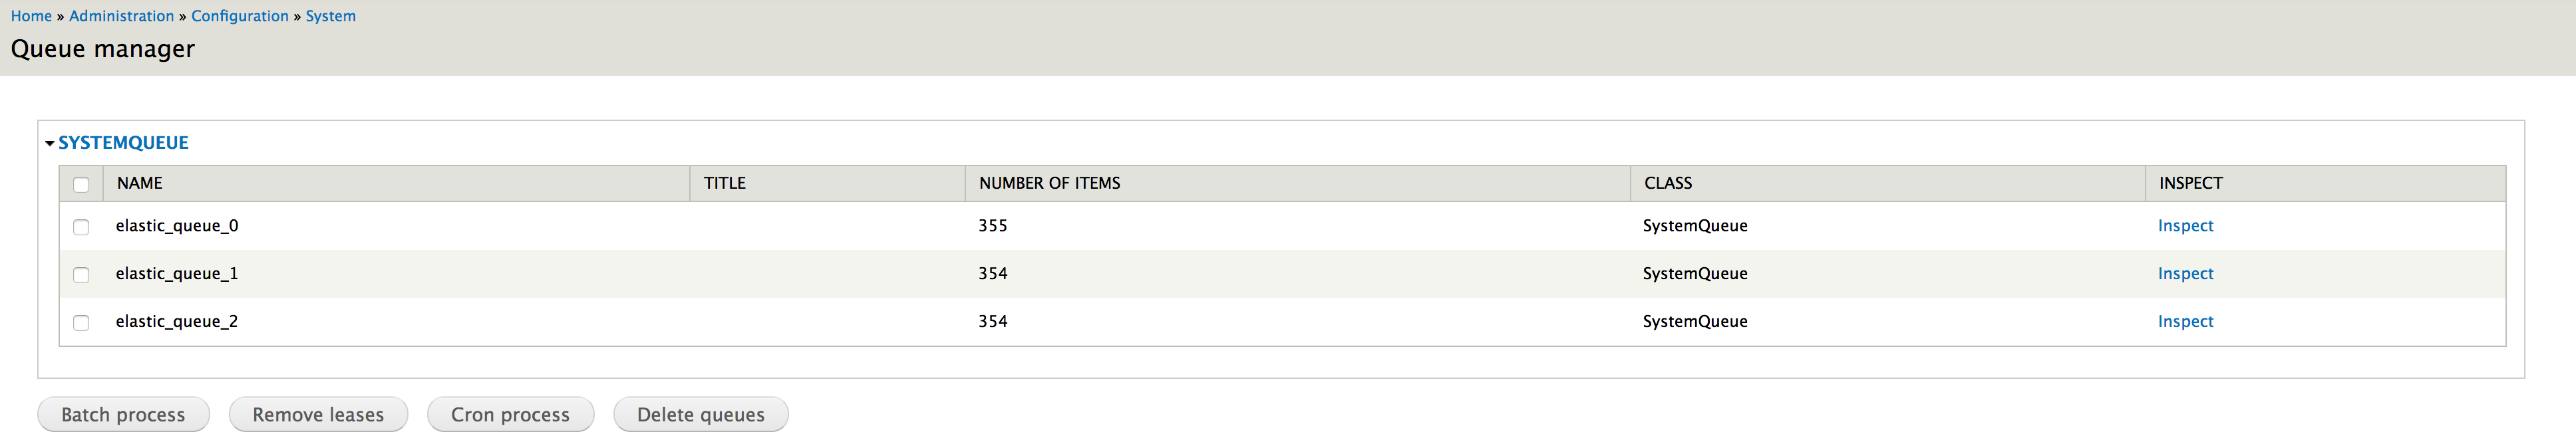 Home » Administration » Configuration » System
Queue manager
SYSTEMQUEUE
NAME TITLE NUMBER OF ITEMS CLASS INSPECT
elastic_queue_0 355 SystemQueue Inspect
elastic_queue_1 354 SystemQueue Inspect
elastic_queue_2 354 SystemQueue Inspect
Batch process Remove leases Cron process Delete queues